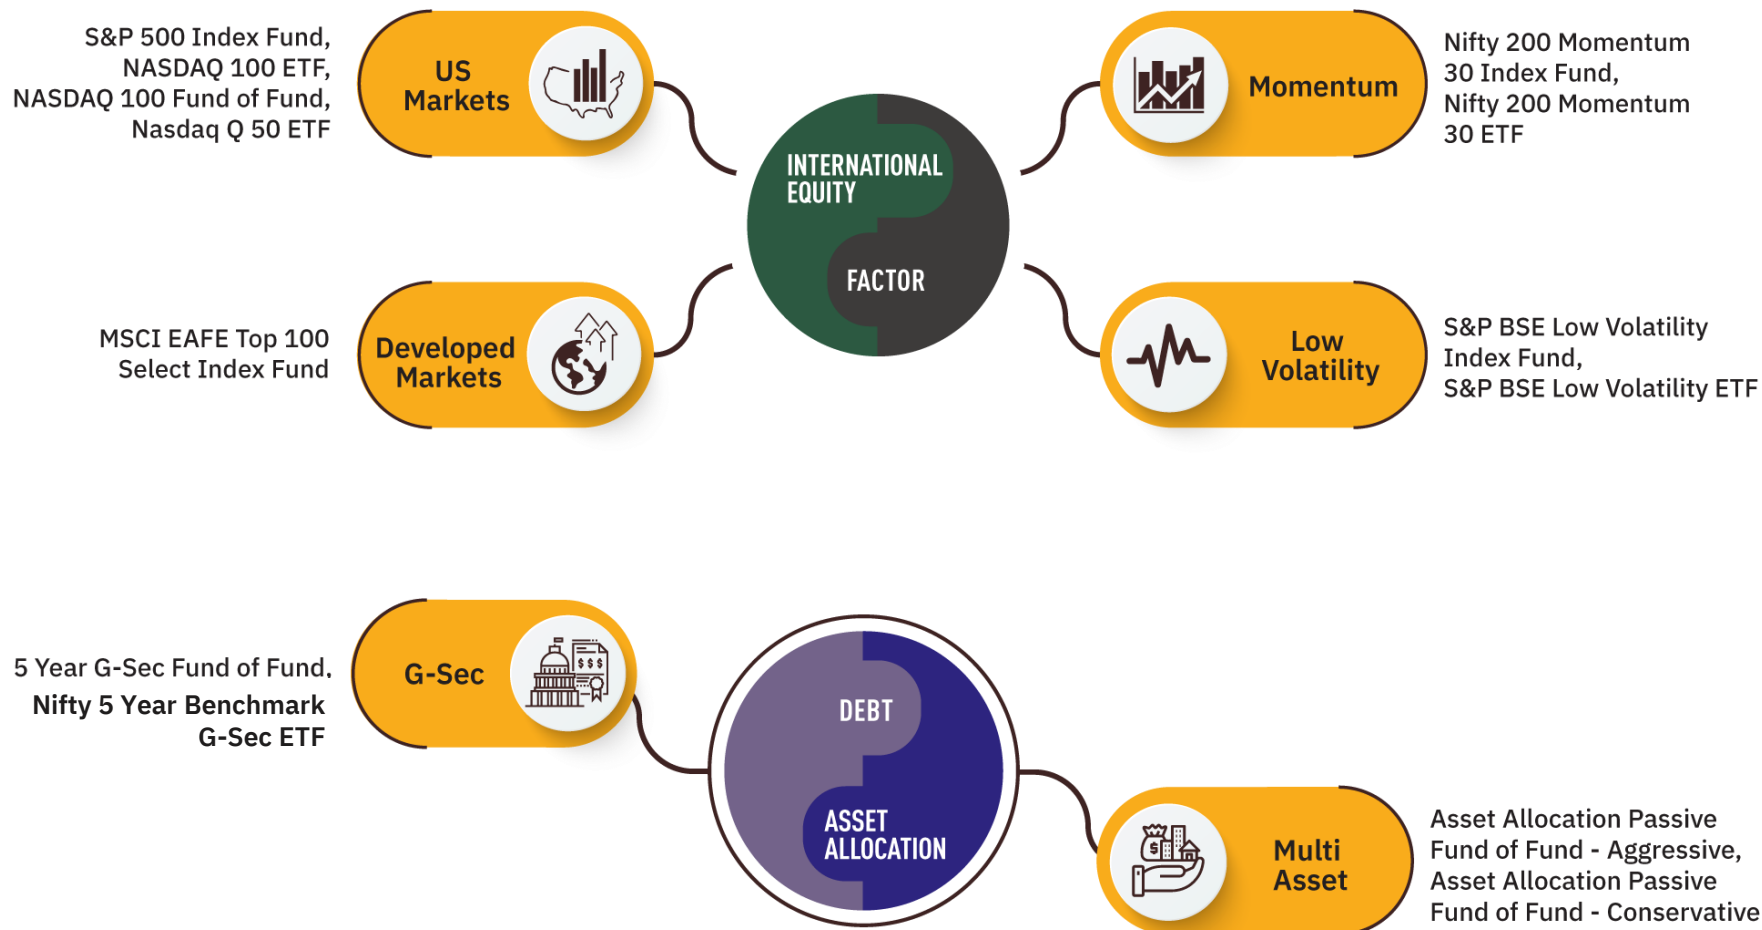 S&P 500 Index Fund,
NASDAQ 100 ETF,
NASDAQ 100 Fund of Fund,
Nasdaq Q 50 ETF
US
Markets
INTERNATIONAL
EQUITY
FACTOR
Momentum
Nifty 200 Momentum
30 Index Fund,
Nifty 200 Momentum
30 ETF
MSCI EAFE Top 100
Select Index Fund
Developed
Markets
Low
Volatility
S&P BSE Low Volatility
Index Fund,
S&P BSE Low Volatility ETF
5 Year G-Sec Fund of Fund,
Nifty 5 Year Benchmark
G-Sec ETF
G-Sec
$$$
DEBT
ASSET
ALLOCATION
$
Multi
Asset
Asset Allocation Passive
Fund of Fund - Aggressive,
Asset Allocation Passive
Fund of Fund - Conservative